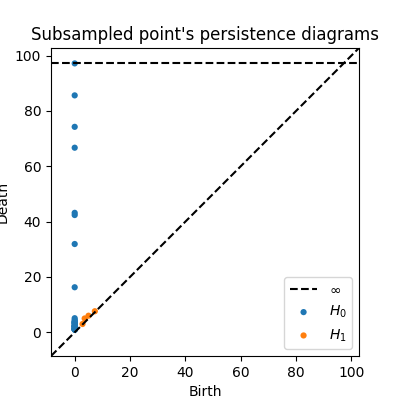 Subsampled point's persistence diagrams
100
80
60
40
20
0
Death
0 20 40 60 80 100
Birth
∞
H₀
H₁